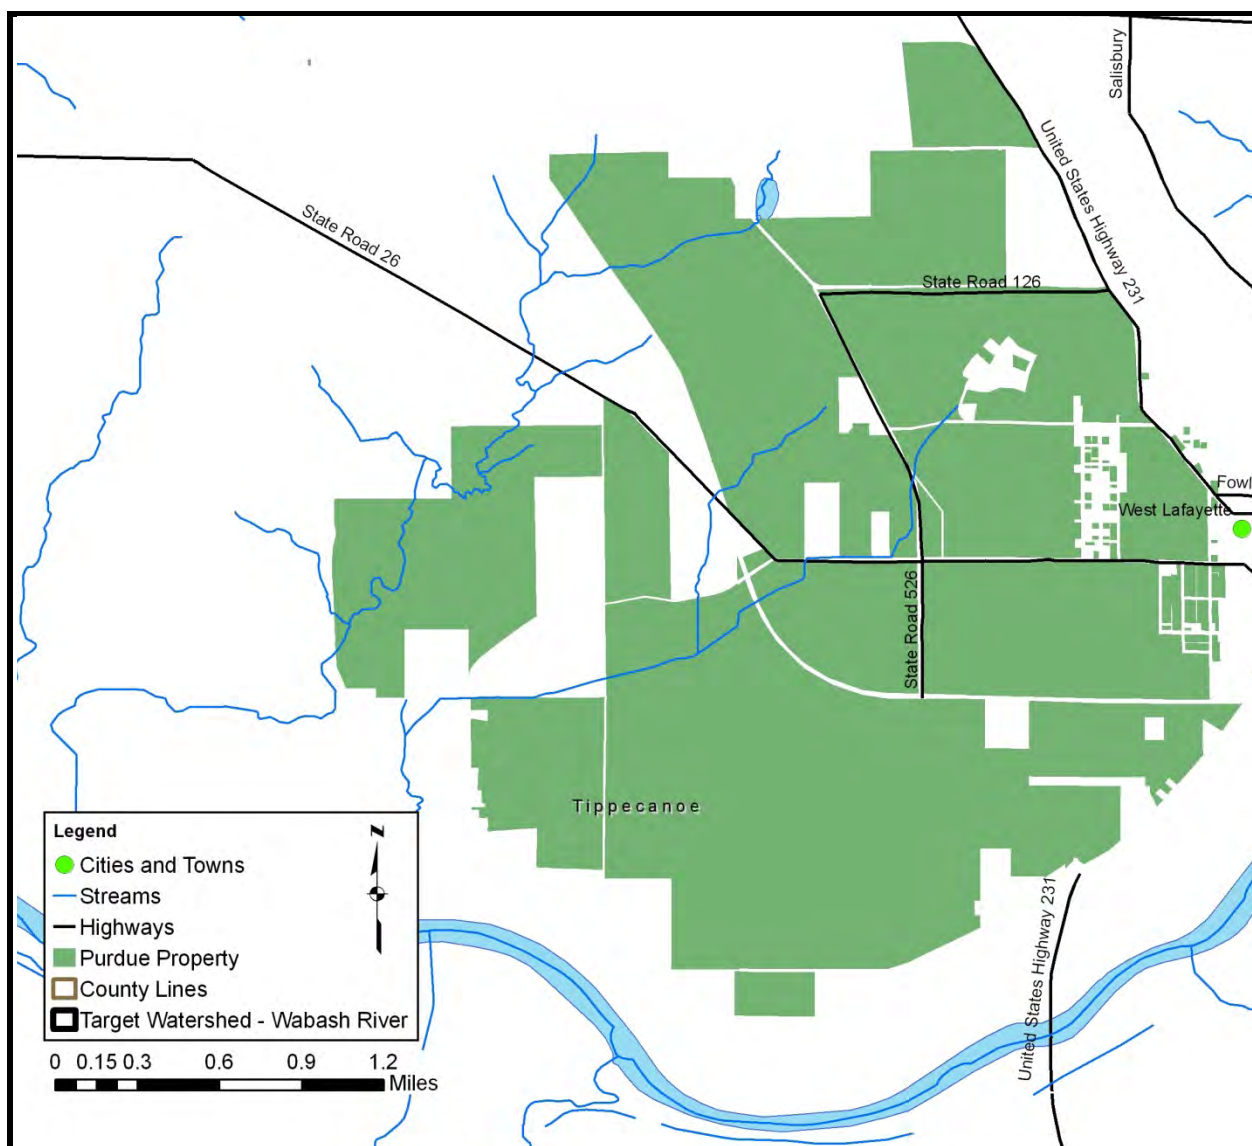 Salisbury
United States Highway 231
State Road 26
State Road 126
Fowl
West Lafayette
State Road 526
Tippecanoe
United States Highway 231
Legend
N
Cities and Towns
Streams
Highways
Purdue Property
County Lines
Target Watershed - Wabash River
0 0.15 0.3 0.6 0.9 1.2
Miles